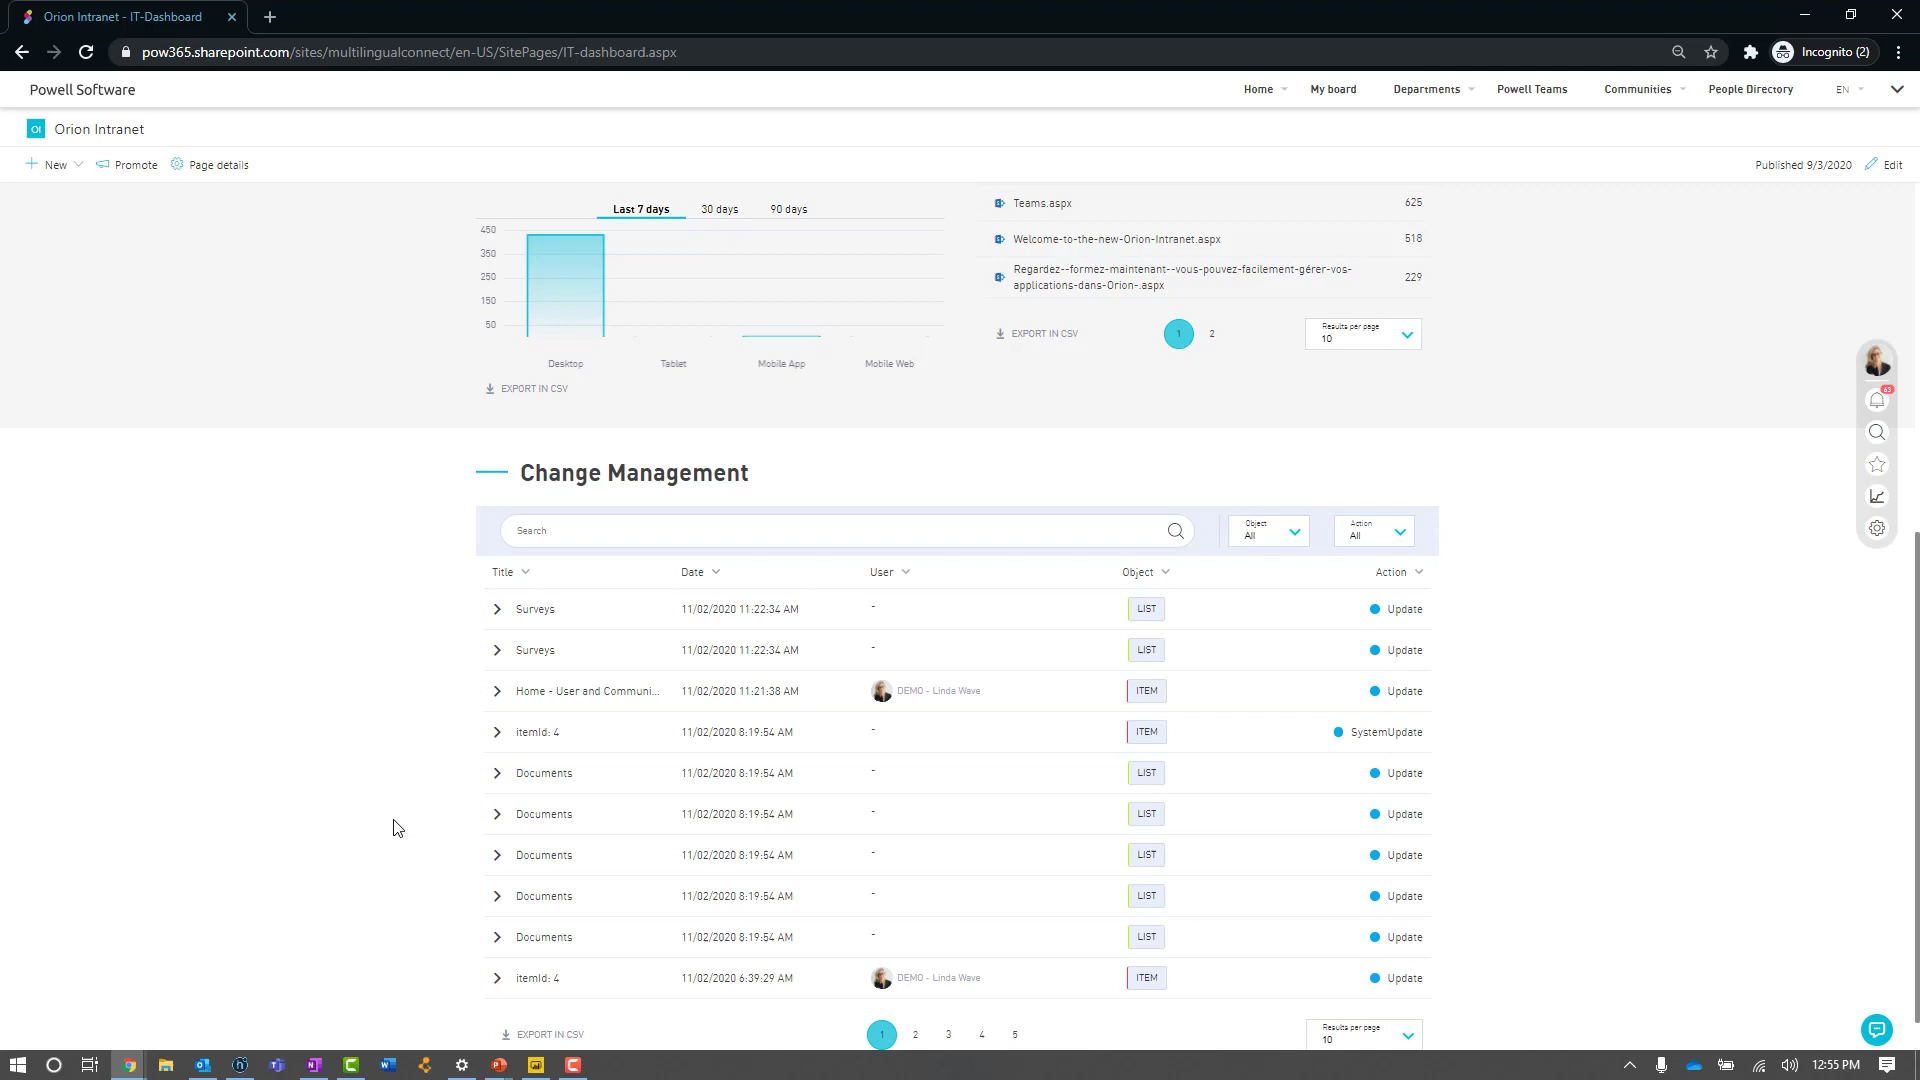 Orion Intranet - IT-Dashboard
pow365.sharepoint.com/sites/multilingualconnect/en-US/SitePages/IT-dashboard.aspx
Incognito (2)
Powell Software
Home
My board
Departments
Powell Teams
Communities
People Directory
EN
OI
Orion Intranet
New
Promote
Page details
Published 9/3/2020
Edit
Last 7 days
30 days
90 days
450
350
250
150
50
Desktop
Tablet
Mobile App
Mobile Web
EXPORT IN CSV
Teams.aspx
625
Welcome-to-the-new-Orion-Intranet.aspx
518
Regardez--formez-maintenant--vous-pouvez-facilement-gérer-vos-
applications-dans-Orion-.aspx
229
EXPORT IN CSV
1
2
Results per page
10
63
Change Management
Search
Object
All
Action
All
Title
Date
User
Object
Action
Surveys 11/02/2020 11:22:34 AM - LIST Update
Surveys 11/02/2020 11:22:34 AM - LIST Update
Home - User and Communi... 11/02/2020 11:21:38 AM DEMO - Linda Wave ITEM Update
itemId: 4 11/02/2020 8:19:54 AM - ITEM SystemUpdate
Documents 11/02/2020 8:19:54 AM - LIST Update
Documents 11/02/2020 8:19:54 AM - LIST Update
Documents 11/02/2020 8:19:54 AM - LIST Update
Documents 11/02/2020 8:19:54 AM - LIST Update
Documents 11/02/2020 8:19:54 AM - LIST Update
itemId: 4 11/02/2020 6:39:29 AM DEMO - Linda Wave ITEM Update
EXPORT IN CSV
1
2
3
4
5
Results per page
10
12:55 PM